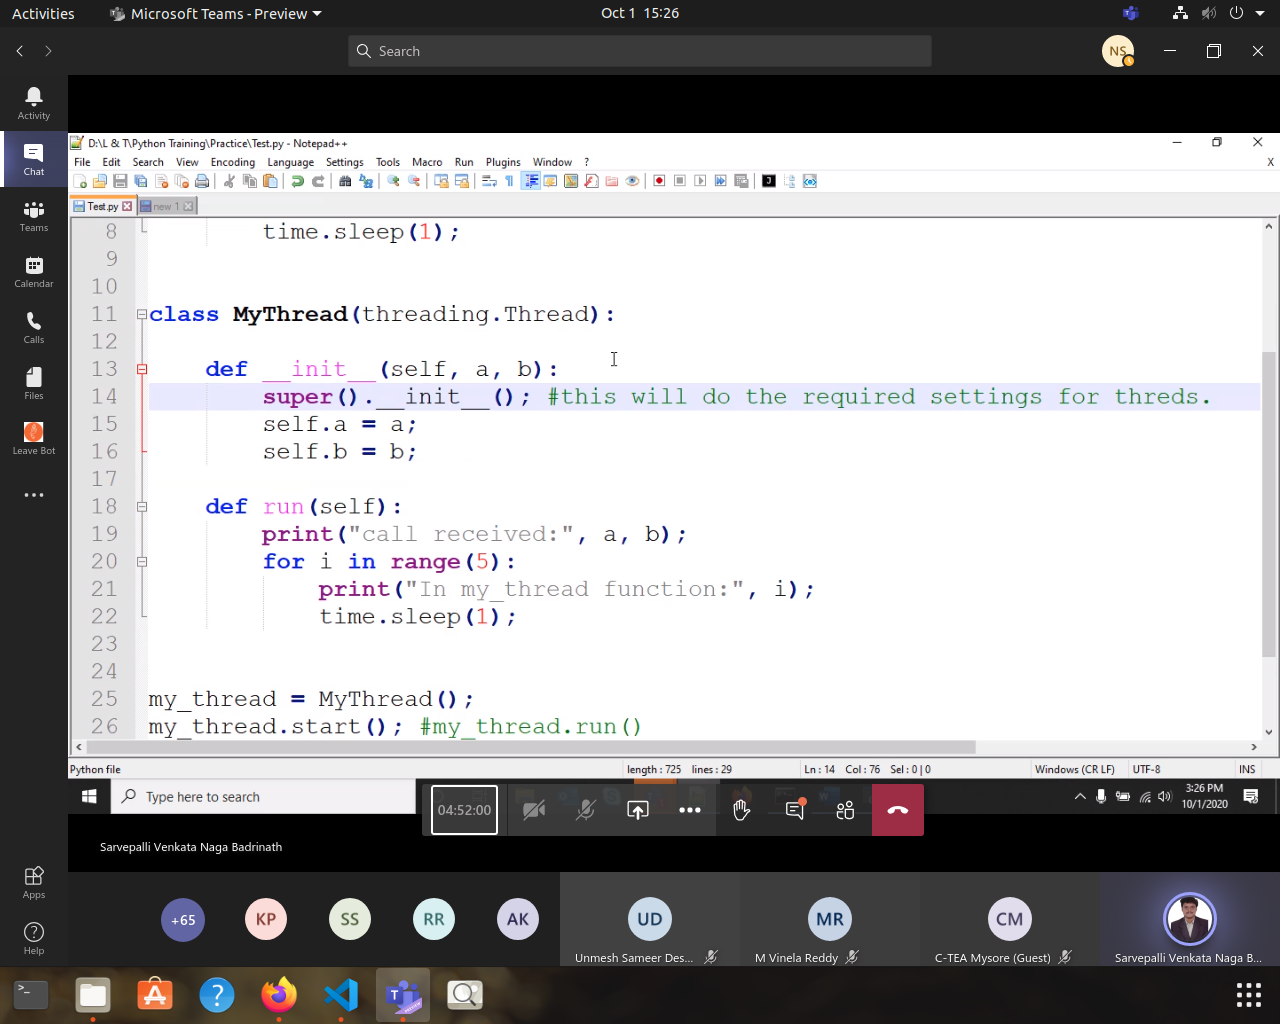 Activities
Microsoft Teams - Preview
Oct 1 15:26
Search
NS
Activity
Chat
Teams
Calendar
Calls
Files
Leave Bot
Apps
Help
D:\L & T\Python Training\Practice\Test.py - Notepad++
File Edit Search View Encoding Language Settings Tools Macro Run Plugins Window ?
X
Test.py
new 1
8 time.sleep(1);
9
10
11 class MyThread(threading.Thread):
12
13 def __init__(self, a, b):
14 super().__init__(); #this will do the required settings for threds.
15 self.a = a;
16 self.b = b;
17
18 def run(self):
19 print("call received:", a, b);
20 for i in range(5):
21 print("In my_thread function:", i);
22 time.sleep(1);
23
24
25 my_thread = MyThread();
26 my_thread.start(); #my_thread.run()
Python file
length : 725 lines : 29
Ln : 14 Col : 76 Sel : 0 | 0
Windows (CR LF)
UTF-8
INS
Type here to search
3:26 PM
10/1/2020
04:52:00
Sarvepalli Venkata Naga Badrinath
+65
KP
SS
RR
AK
UD
Unmesh Sameer Des...
MR
M Vinela Reddy
CM
C-TEA Mysore (Guest)
Sarvepalli Venkata Naga B...